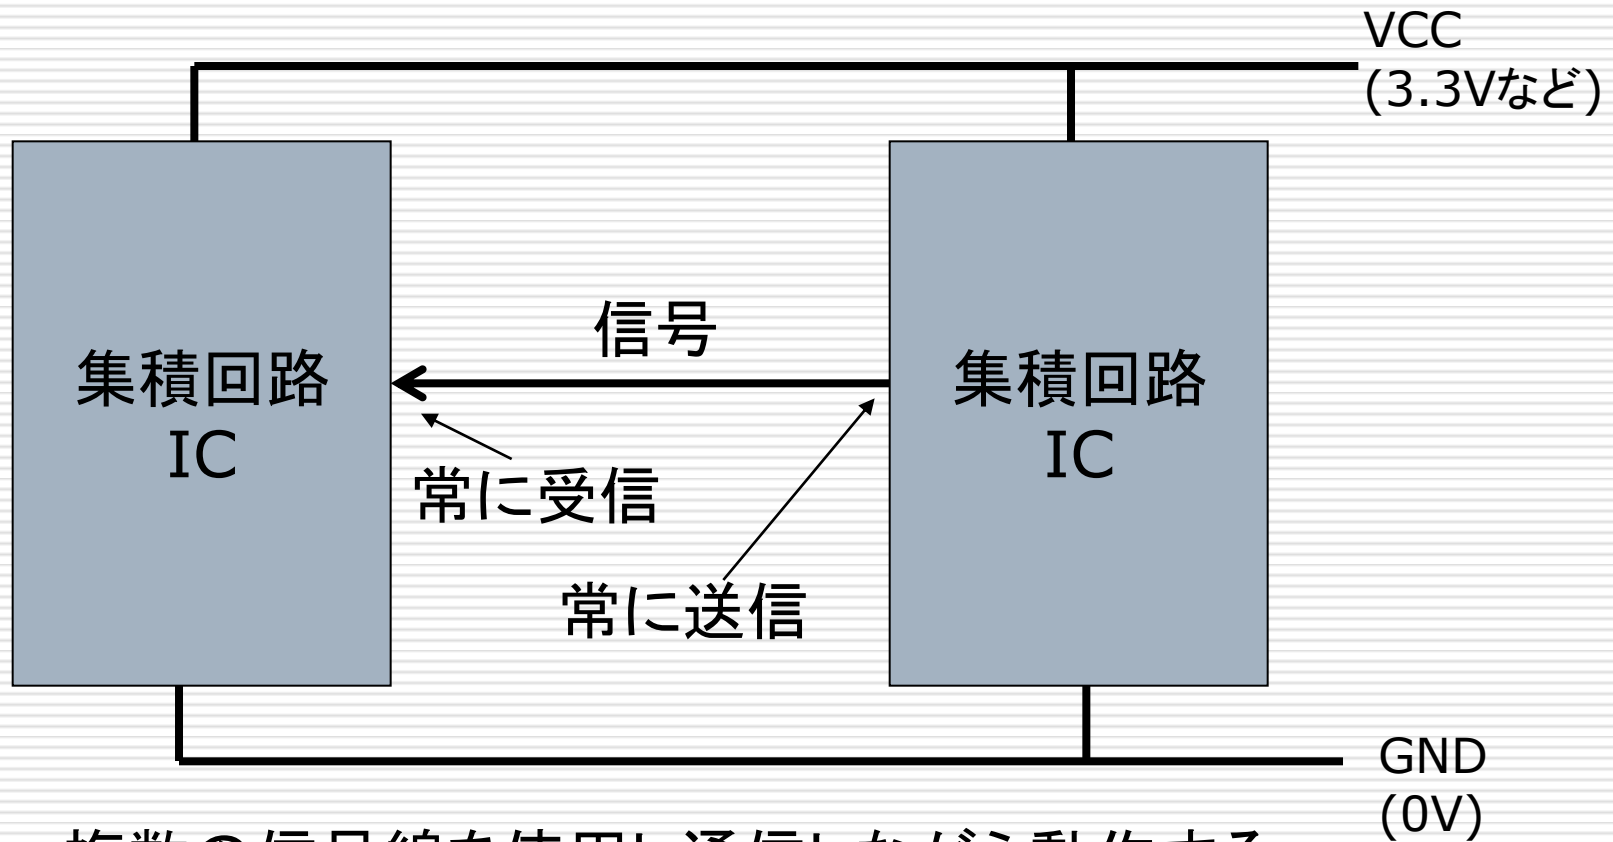 VCC
(3.3Vなど)
信号
集積回路
IC
集積回路
IC
常に受信
常に送信
GND
(0V)
複数の信号線を使用し通信しながら動作する